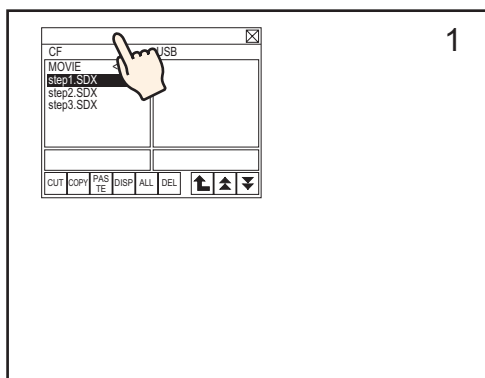 1
CF USB
MOVIE <
step1.SDX
step2.SDX
step3.SDX
CUT COPY PAS TE DISP ALL DEL